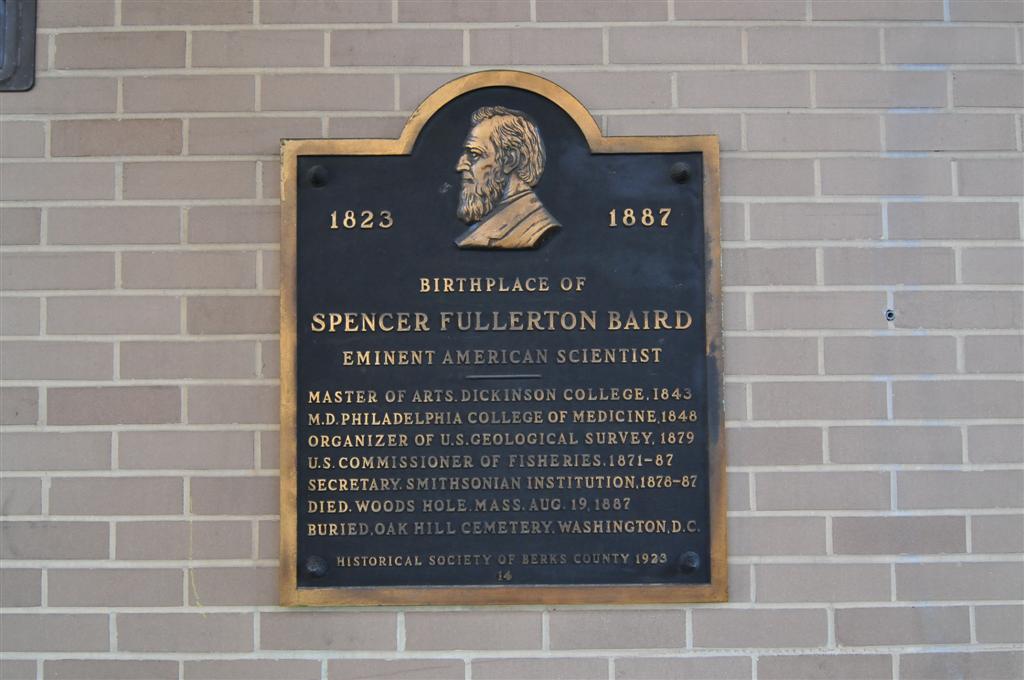 1823 1887
BIRTHPLACE OF
SPENCER FULLERTON BAIRD
EMINENT AMERICAN SCIENTIST
MASTER OF ARTS. DICKINSON COLLEGE, 1843
M.D. PHILADELPHIA COLLEGE OF MEDICINE, 1848
ORGANIZER OF U.S. GEOLOGICAL SURVEY, 1879
U.S. COMMISSIONER OF FISHERIES, 1871-87
SECRETARY, SMITHSONIAN INSTITUTION, 1878-87
DIED, WOODS HOLE, MASS. AUG. 19, 1887
BURIED, OAK HILL CEMETERY, WASHINGTON, D.C.
HISTORICAL SOCIETY OF BERKS COUNTY 1923
14